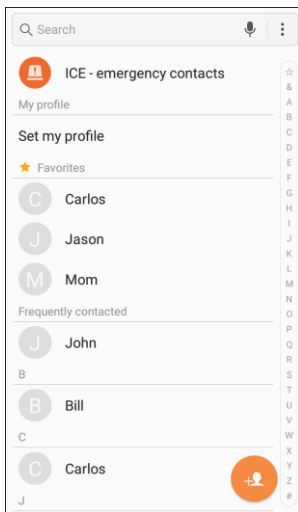 Search
ICE - emergency contacts
My profile
Set my profile
Favorites
C Carlos
J Jason
M Mom
Frequently contacted
J John
B
B Bill
C
C Carlos
J
&
A
B
C
D
E
F
G
H
I
J
K
L
M
N
O
P
Q
R
S
T
U
V
W
X
Y
Z
#